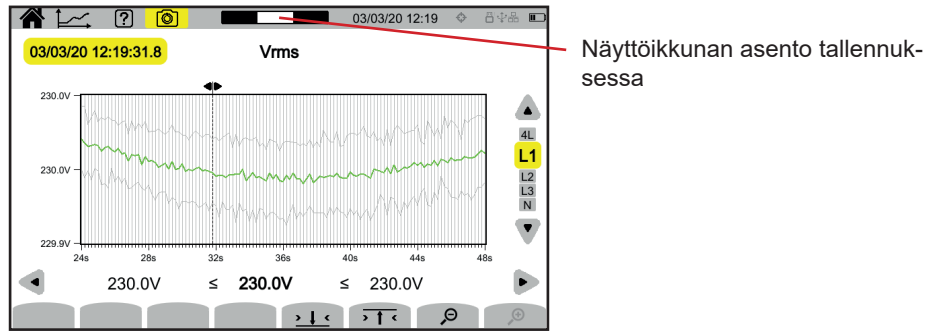 ?
03/03/20 12:19
03/03/20 12:19:31.8
Vrms
Näyttöikkunan asento tallennuk-
sessa
230.0V
230.0V
229.9V
24s 28s 32s 36s 40s 44s 48s
4L
L1
L2
L3
N
230.0V ≤ 230.0V ≤ 230.0V